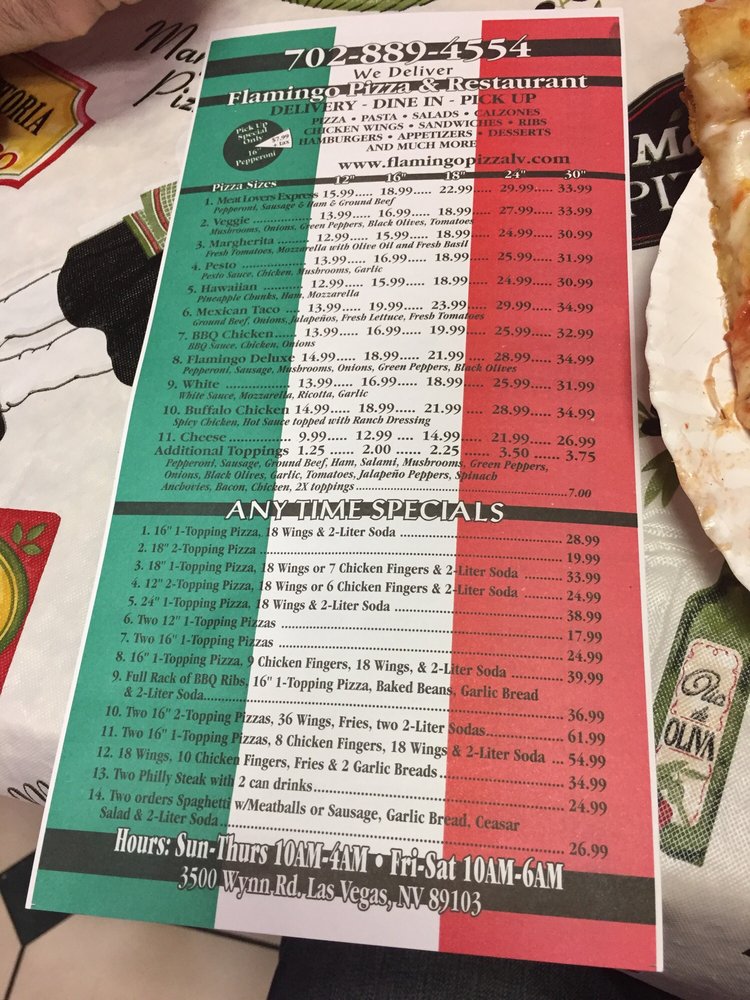 702-889-4554
We Deliver
Flamingo Pizza & Restaurant
DELIVERY - DINE IN - PICK UP
PIZZA • PASTA • SALADS • CALZONES
CHICKEN WINGS • SANDWICHES • RIBS
HAMBURGERS • APPETIZERS • DESSERTS
AND MUCH MORE
Pick Up
Special
Only
16"
Pepperoni
$7.99
+ tax
www.flamingopizzalv.com
Pizza Sizes 12" 16" 18" 24" 30"
1. Meat Lovers Express 15.99..... 18.99..... 22.99 ..... 29.99..... 33.99
Pepperoni, Sausage & Ham & Ground Beef
2. Veggie ................ 13.99..... 16.99..... 18.99..... 27.99..... 33.99
Mushrooms, Onions, Green Peppers, Black Olives, Tomatoes
3. Margherita ........... 12.99..... 15.99..... 18.99..... 24.99..... 30.99
Fresh Tomatoes, Mozzarella with Olive Oil and Fresh Basil
4. Pesto .................. 13.99..... 16.99..... 18.99..... 25.99..... 31.99
Pesto Sauce, Chicken, Mushrooms, Garlic
5. Hawaiian ............. 12.99..... 15.99..... 18.99 ..... 24.99..... 30.99
Pineapple Chunks, Ham, Mozzarella
6. Mexican Taco ..... 13.99..... 19.99..... 23.99..... 29.99..... 34.99
Ground Beef, Onions, Jalapeños, Fresh Lettuce, Fresh Tomatoes
7. BBQ Chicken..... 13.99..... 16.99..... 19.99 ..... 25.99..... 32.99
BBQ Sauce, Chicken, Onions
8. Flamingo Deluxe 14.99..... 18.99..... 21.99 ..... 28.99..... 34.99
Pepperoni, Sausage, Mushrooms, Onions, Green Peppers, Black Olives
9. White .................. 13.99..... 16.99..... 18.99..... 25.99..... 31.99
White Sauce, Mozzarella, Ricotta, Garlic
10. Buffalo Chicken 14.99..... 18.99..... 21.99 ..... 28.99..... 34.99
Spicy Chicken, Hot Sauce topped with Ranch Dressing
11. Cheese ............... 9.99..... 12.99 .... 14.99..... 21.99..... 26.99
Additional Toppings 1.25 ..... 2.00 ..... 2.25 ..... 3.50 ..... 3.75
Pepperoni, Sausage, Ground Beef, Ham, Salami, Mushrooms, Green Peppers,
Onions, Black Olives, Garlic, Tomatoes, Jalapeño Peppers, Spinach
Anchovies, Bacon, Chicken, 2X toppings ..................................................... 7.00
ANY TIME SPECIALS
1. 16" 1-Topping Pizza, 18 Wings & 2-Liter Soda ........................................ 28.99
2. 18" 2-Topping Pizza ........................................ 19.99
3. 18" 1-Topping Pizza, 18 Wings or 7 Chicken Fingers & 2-Liter Soda ............ 33.99
4. 12" 2-Topping Pizza, 18 Wings or 6 Chicken Fingers & 2-Liter Soda ............ 24.99
5. 24" 1-Topping Pizza, 18 Wings & 2-Liter Soda ........................................ 38.99
6. Two 12" 1-Topping Pizzas ........................................ 17.99
7. Two 16" 1-Topping Pizzas ........................................ 24.99
8. 16" 1-Topping Pizza, 9 Chicken Fingers, 18 Wings, & 2-Liter Soda ............ 39.99
9. Full Rack of BBQ Ribs, 16" 1-Topping Pizza, Baked Beans, Garlic Bread
& 2-Liter Soda........................................ 36.99
10. Two 16" 2-Topping Pizzas, 36 Wings, Fries, two 2-Liter Sodas.................... 61.99
11. Two 16" 1-Topping Pizzas, 8 Chicken Fingers, 18 Wings & 2-Liter Soda ... 54.99
12. 18 Wings, 10 Chicken Fingers, Fries & 2 Garlic Breads.............................. 34.99
13. Two Philly Steak with 2 can drinks........................................ 24.99
14. Two orders Spaghetti w/Meatballs or Sausage, Garlic Bread, Ceasar
Salad & 2-Liter Soda ........................................ 26.99
Hours: Sun-Thurs 10AM-4AM • Fri-Sat 10AM-6AM
3500 Wynn Rd. Las Vegas, NV 89103
OLIVA